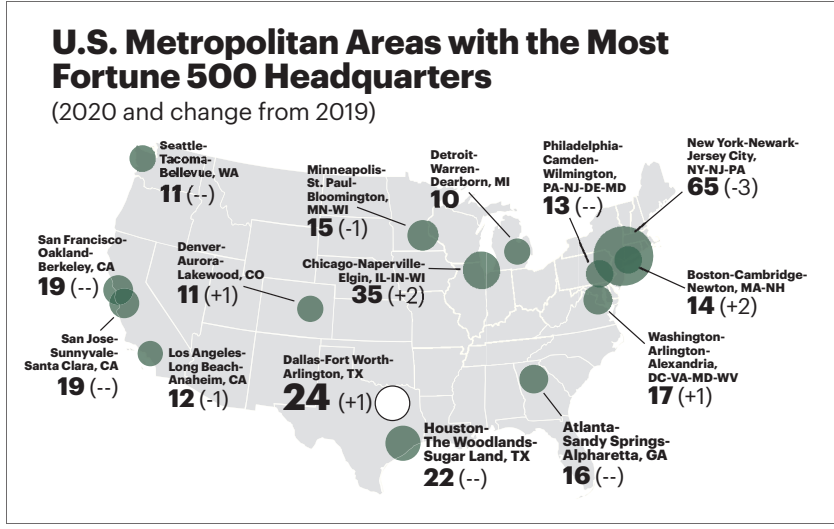 U.S. Metropolitan Areas with the Most
Fortune 500 Headquarters
(2020 and change from 2019)
Seattle-
Tacoma-
Bellevue, WA
11 (--)
Minneapolis-
St. Paul-
Bloomington,
MN-WI
15 (-1)
Detroit-
Warren-
Dearborn, MI
10
Philadelphia-
Camden-
Wilmington,
PA-NJ-DE-MD
13 (--)
New York-Newark-
Jersey City,
NY-NJ-PA
65 (-3)
San Francisco-
Oakland-
Berkeley, CA
19 (--)
Denver-
Aurora-
Lakewood, CO
11 (+1)
Chicago-Naperville-
Elgin, IL-IN-WI
35 (+2)
Boston-Cambridge-
Newton, MA-NH
14 (+2)
San Jose-
Sunnyvale-
Santa Clara, CA
19 (--)
Los Angeles-
Long Beach-
Anaheim, CA
12 (-1)
Dallas-Fort Worth-
Arlington, TX
24 (+1)
Washington-
Arlington-
Alexandria,
DC-VA-MD-WV
17 (+1)
Houston-
The Woodlands-
Sugar Land, TX
22 (--)
Atlanta-
Sandy Springs-
Alpharetta, GA
16 (--)